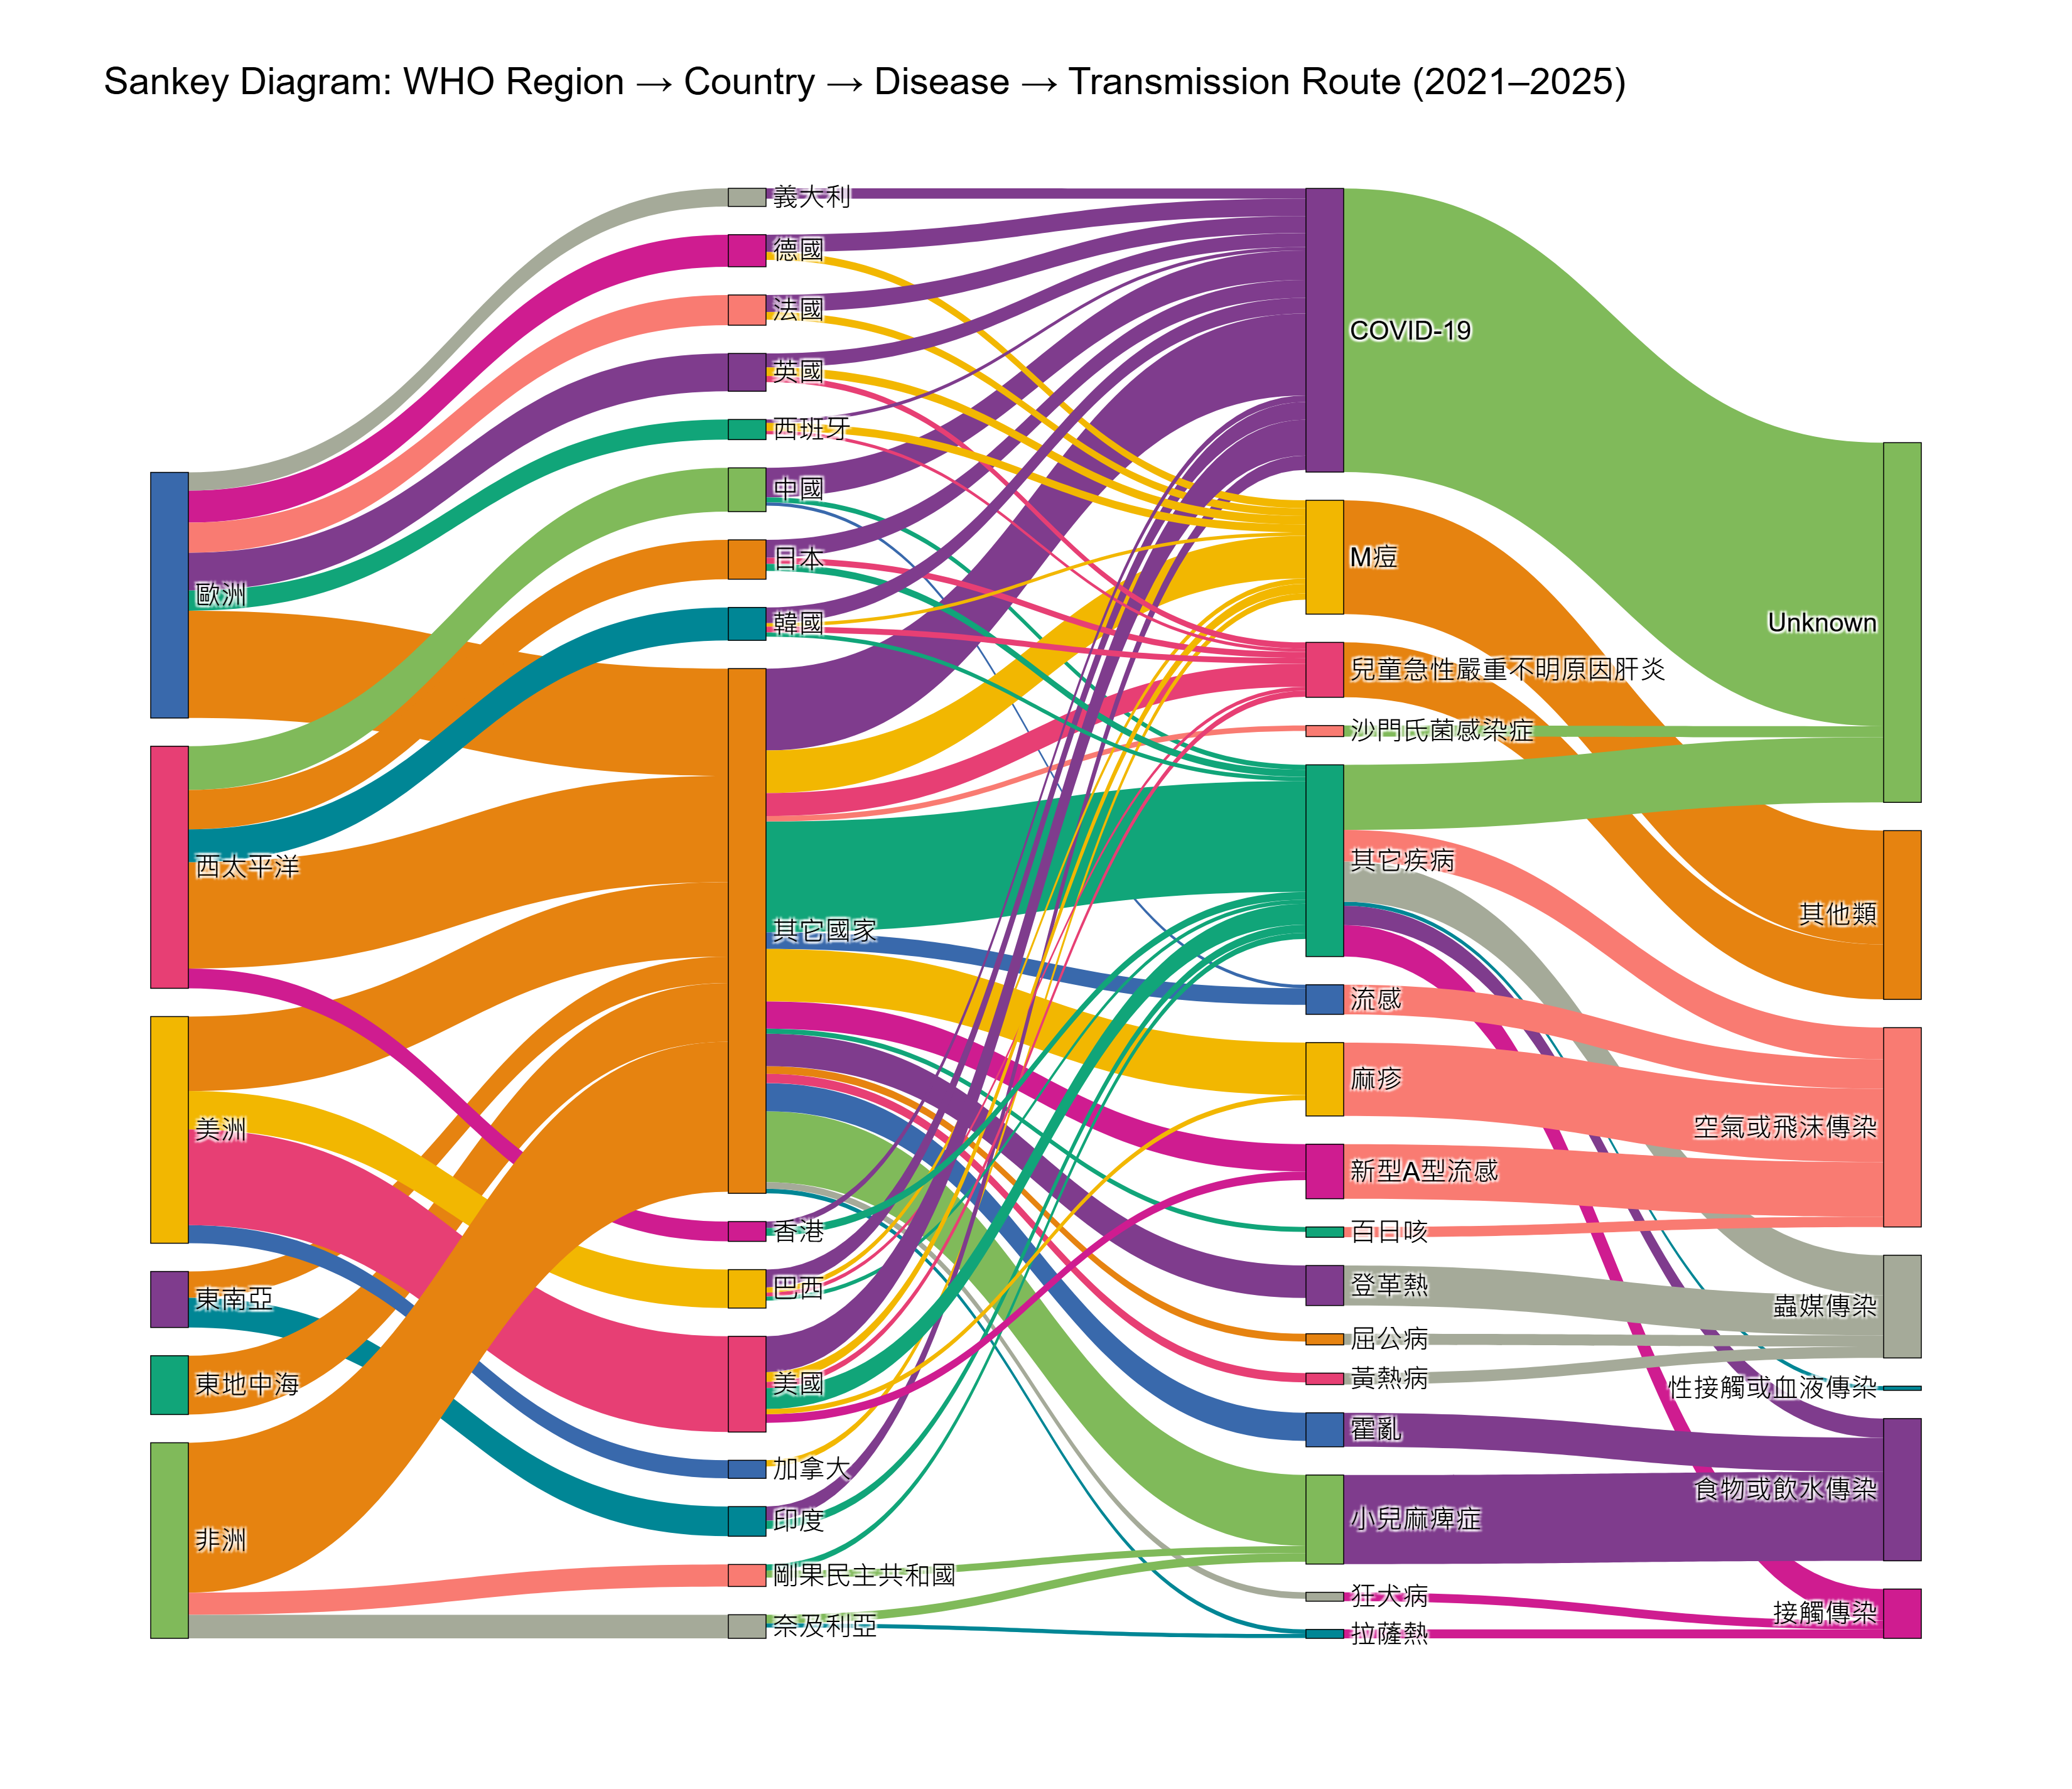 Sankey Diagram: WHO Region → Country → Disease → Transmission Route (2021–2025)
歐洲
西太平洋
美洲
東南亞
東地中海
非洲
義大利
德國
法國
英國
西班牙
中國
日本
韓國
其它國家
香港
巴西
美國
加拿大
印度
剛果民主共和國
奈及利亞
COVID-19
M痘
兒童急性嚴重不明原因肝炎
沙門氏菌感染症
其它疾病
流感
麻疹
新型A型流感
百日咳
登革熱
屈公病
黃熱病
霍亂
小兒麻痺症
狂犬病
拉薩熱
Unknown
其他類
空氣或飛沫傳染
蟲媒傳染
性接觸或血液傳染
食物或飲水傳染
接觸傳染